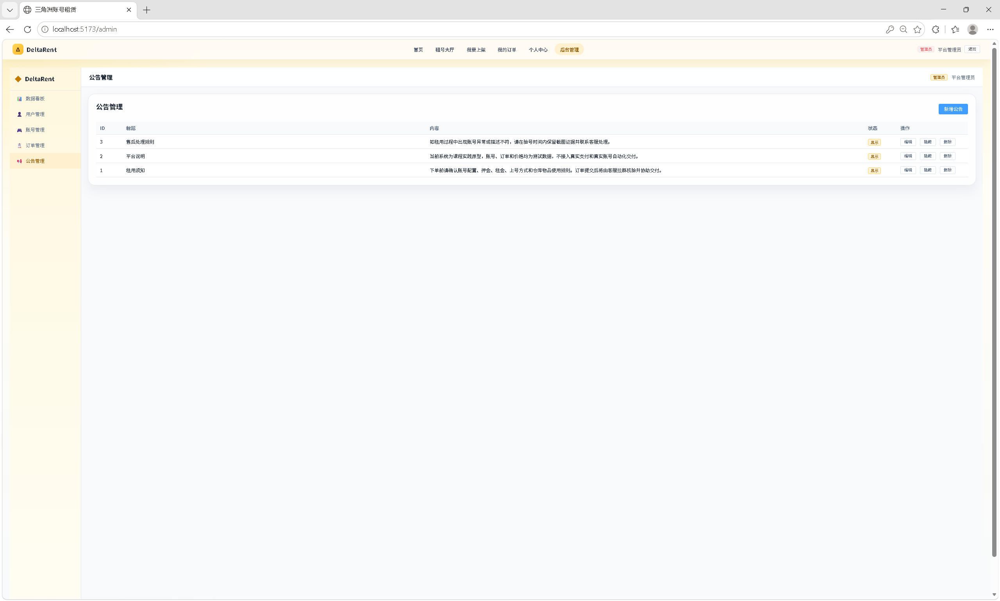 三角洲账号租赁
localhost:5173/admin
Δ DeltaRent 首页 租号大厅 我要上架 我的订单 个人中心 后台管理 管理员 平台管理员 退出
DeltaRent
公告管理 管理员 平台管理员
数据看板
用户管理
账号管理
订单管理
公告管理
公告管理
新增公告
ID 标题 内容 状态 操作
3 售后处理规则 如租用过程中出现账号异常或描述不符，请在验号时间内保留截图证据并联系客服处理。 显示 编辑 隐藏 删除
2 平台说明 当前系统为课程实践原型，账号、订单和价格均为测试数据，不接入真实支付和真实账号自动化交付。 显示 编辑 隐藏 删除
1 租用须知 下单前请确认账号配置、押金、租金、上号方式和仓库物品使用规则。订单提交后将由客服拉群核验并协助交付。 显示 编辑 隐藏 删除